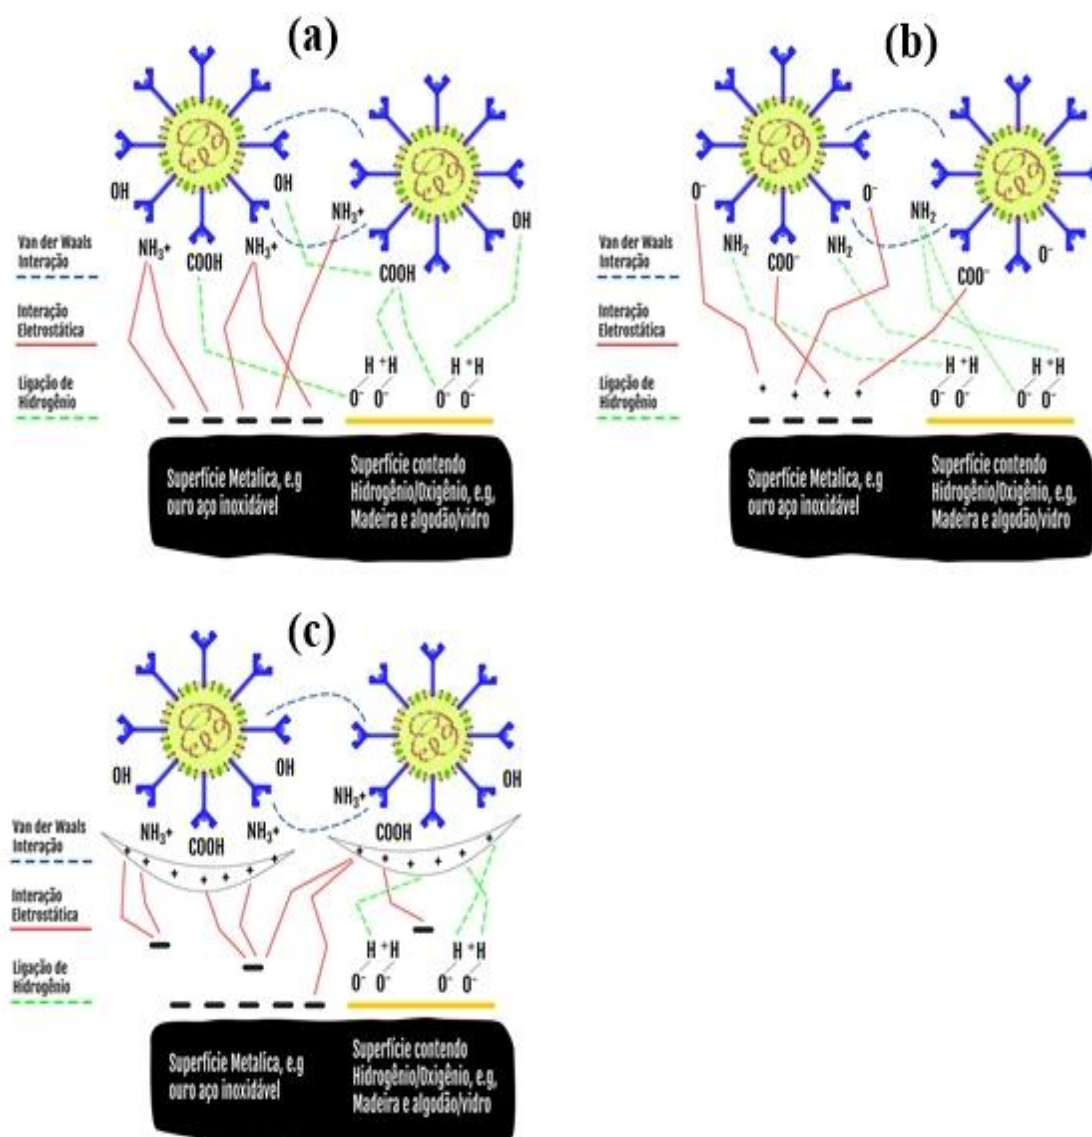 (a)
OH
OH
NH₃+
OH
NH₃+
COOH
NH₃+
COOH
Van der Waals
Interação
Interação
Eletrostática
Ligação de
Hidrogênio
H +H
O⁻ O⁻
H +H
O⁻ O⁻
Superfície Metalica, e.g
ouro aço inoxidável
Superfície contendo
Hidrogênio/Oxigênio, e.g,
Madeira e algodão/vidro
(b)
O⁻
O⁻
NH₂
NH₂
COO⁻
NH₂
O⁻
COO⁻
Van der Waals
Interação
Interação
Eletrostática
Ligação de
Hidrogênio
+ + + +
H +H
O⁻ O⁻
H +H
O⁻ O⁻
Superfície Metalica, e.g
ouro aço inoxidável
Superfície contendo
Hidrogênio/Oxigênio, e.g,
Madeira e algodão/vidro
(c)
OH
OH
OH
NH₃+
NH₃+
COOH
NH₃+
COOH
+ + + + + + +
+ + + + + +
Van der Waals
Interação
Interação
Eletrostática
Ligação de
Hidrogênio
H +H
O⁻ O⁻
H +H
O⁻ O⁻
Superfície Metalica, e.g
ouro aço inoxidável
Superfície contendo
Hidrogênio/Oxigênio, e.g,
Madeira e algodão/vidro